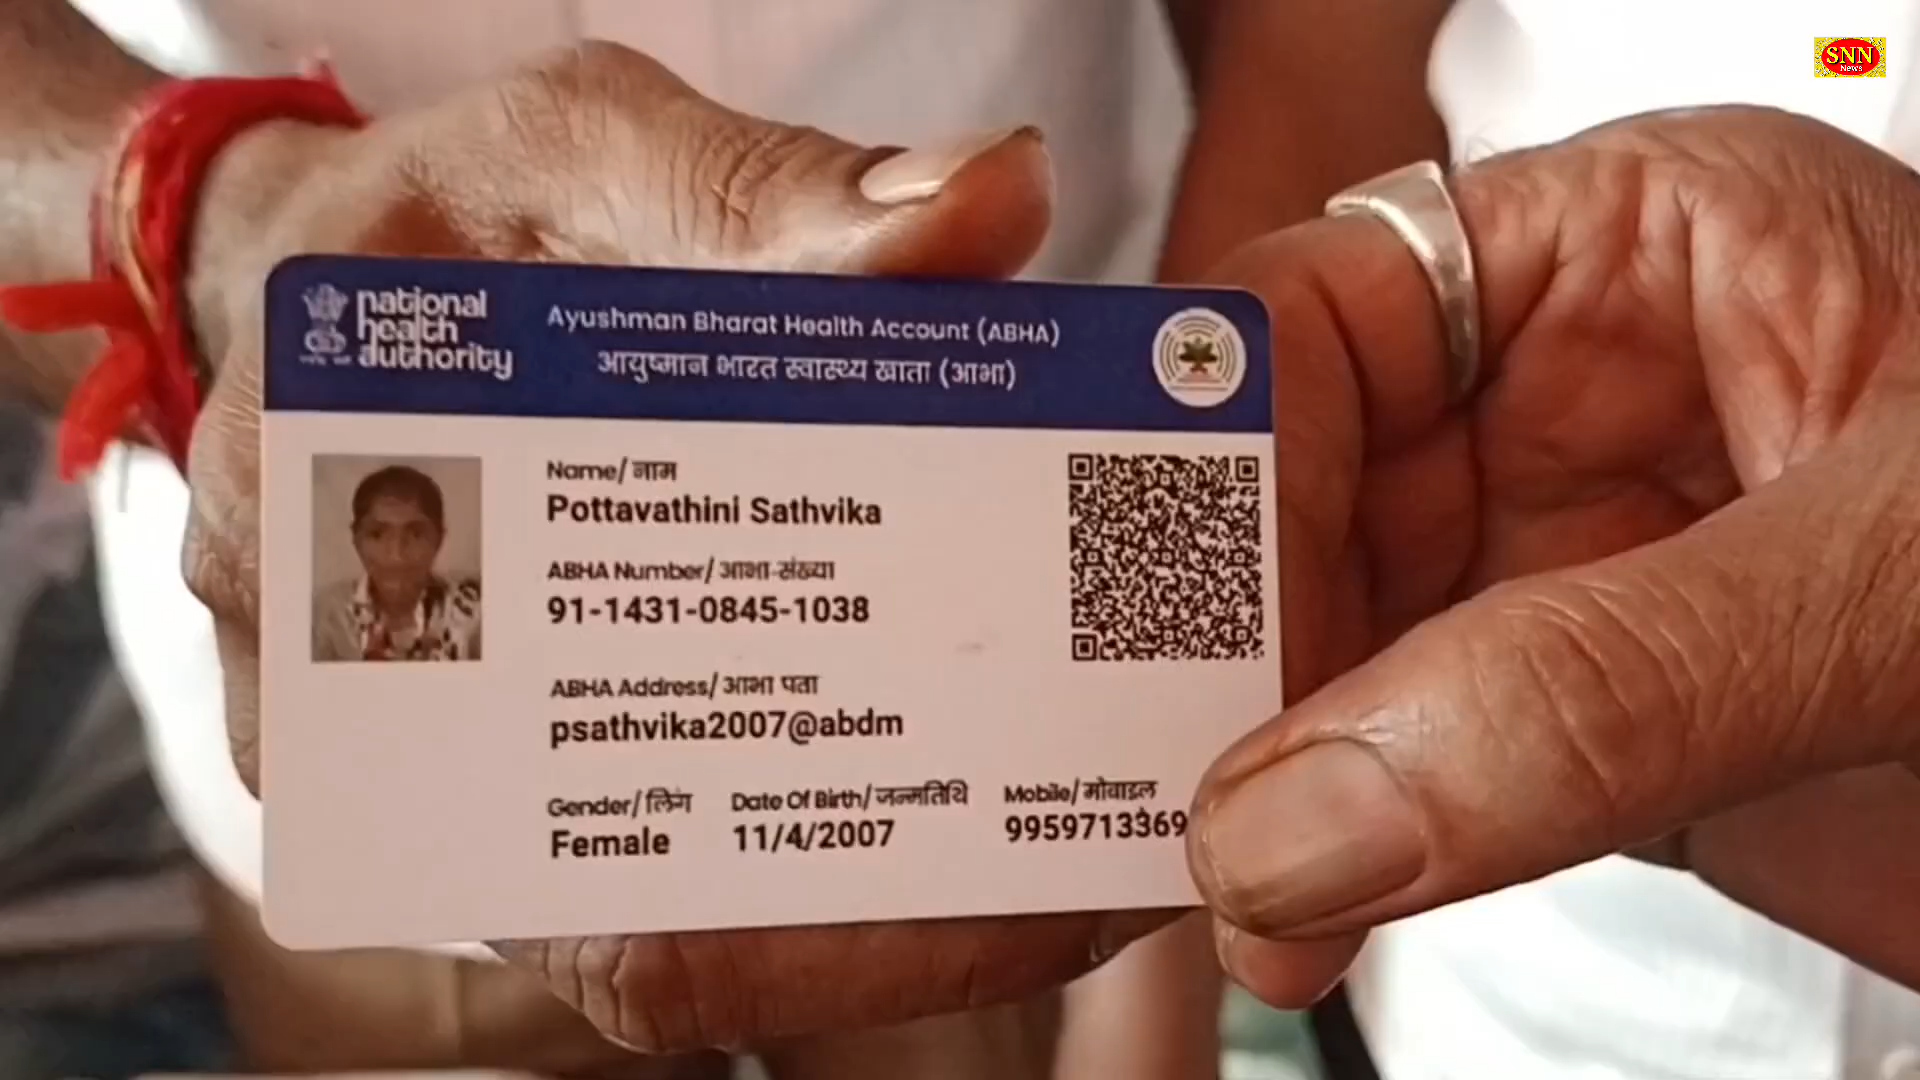 SNN
News
national
health
authority
Ayushman Bharat Health Account (ABHA)
आयुष्मान भारत स्वास्थ्य खाता (आभा)
Name/ नाम
Pottavathini Sathvika
ABHA Number/ आभा-संख्या
91-1431-0845-1038
ABHA Address/ आभा पता
psathvika2007@abdm
Gender/ लिंग Date Of Birth/ जन्मतिथि Mobile/ मोबाइल
Female 11/4/2007 9959713369